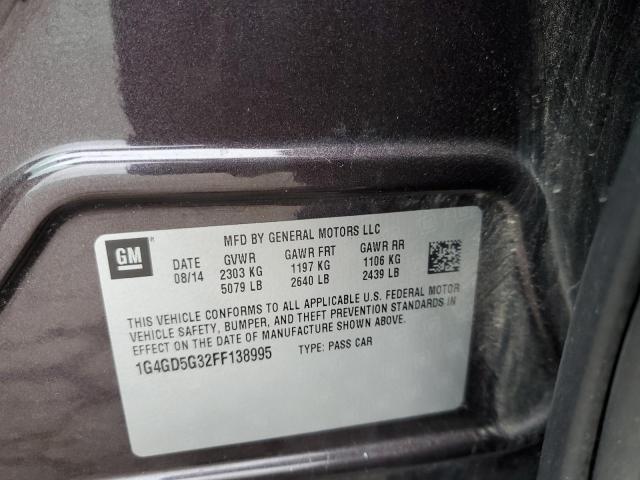 MFD BY GENERAL MOTORS LLC
GM DATE GVWR GAWR FRT GAWR RR
08/14 2303 KG 1197 KG 1106 KG
5079 LB 2640 LB 2439 LB
THIS VEHICLE CONFORMS TO ALL APPLICABLE U.S. FEDERAL MOTOR
VEHICLE SAFETY, BUMPER, AND THEFT PREVENTION STANDARDS IN
EFFECT ON THE DATE OF MANUFACTURE SHOWN ABOVE.
1G4GD5G32FF138995 TYPE: PASS CAR